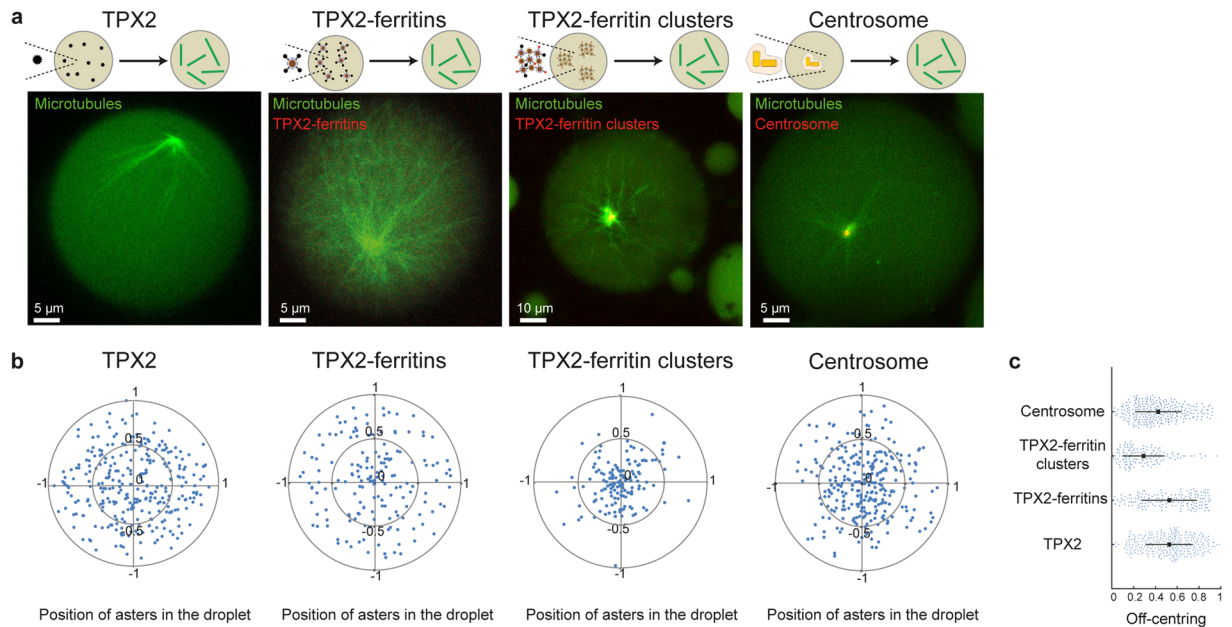 a
TPX2
TPX2-ferritins
TPX2-ferritin clusters
Centrosome
Microtubules
Microtubules
TPX2-ferritins
Microtubules
TPX2-ferritin clusters
Microtubules
Centrosome
5 µm
5 µm
10 µm
5 µm
b
TPX2
TPX2-ferritins
TPX2-ferritin clusters
Centrosome
1
0.5
-1
0
1
-0.5
-1
1
0.5
-1
0
1
-0.5
-1
1
0.5
-1
0
1
-0.5
-1
1
0.5
-1
0
1
-0.5
-1
Position of asters in the droplet
Position of asters in the droplet
Position of asters in the droplet
Position of asters in the droplet
c
Centrosome
TPX2-ferritin
clusters
TPX2-ferritins
TPX2
0 0.2 0.4 0.6 0.8 1
Off-centring